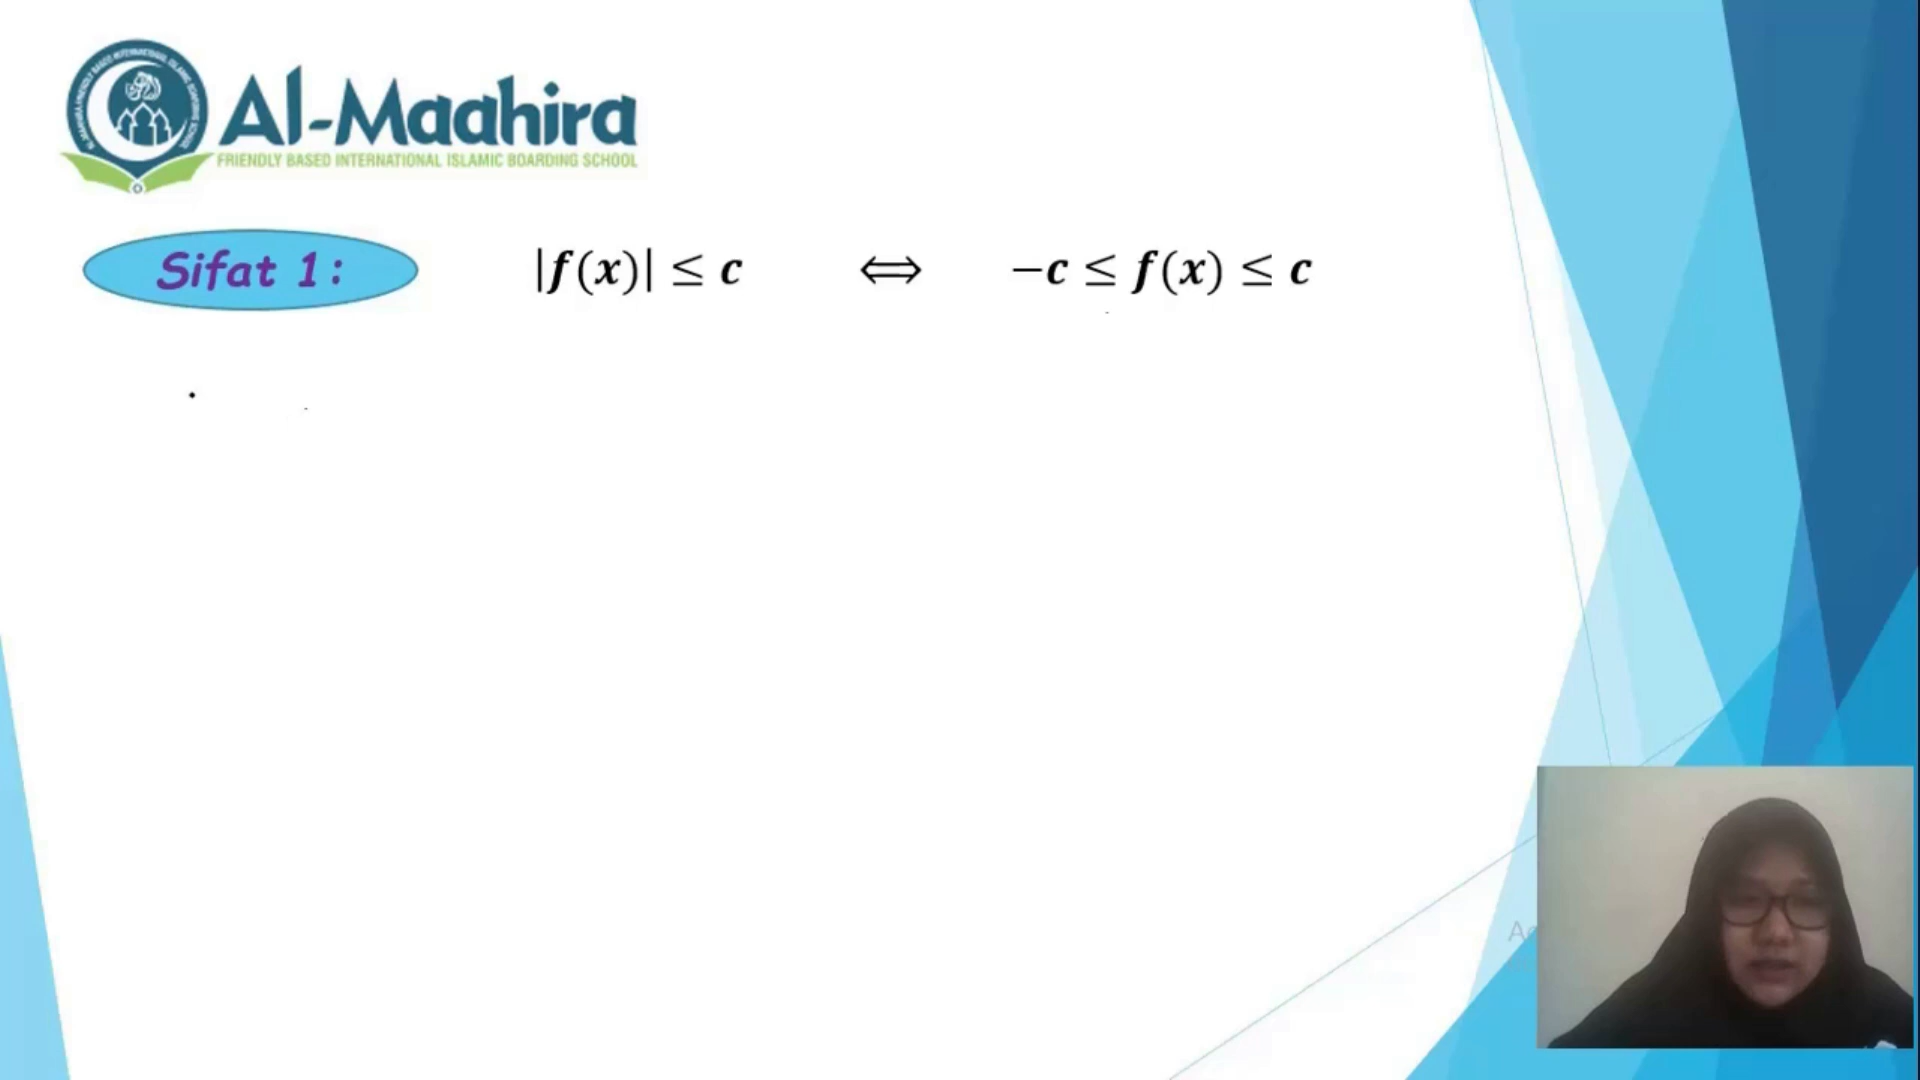 Al-Maahira
FRIENDLY BASED INTERNATIONAL ISLAMIC BOARDING SCHOOL
Sifat 1: |f(x)| ≤ c ⟺ −c ≤ f(x) ≤ c